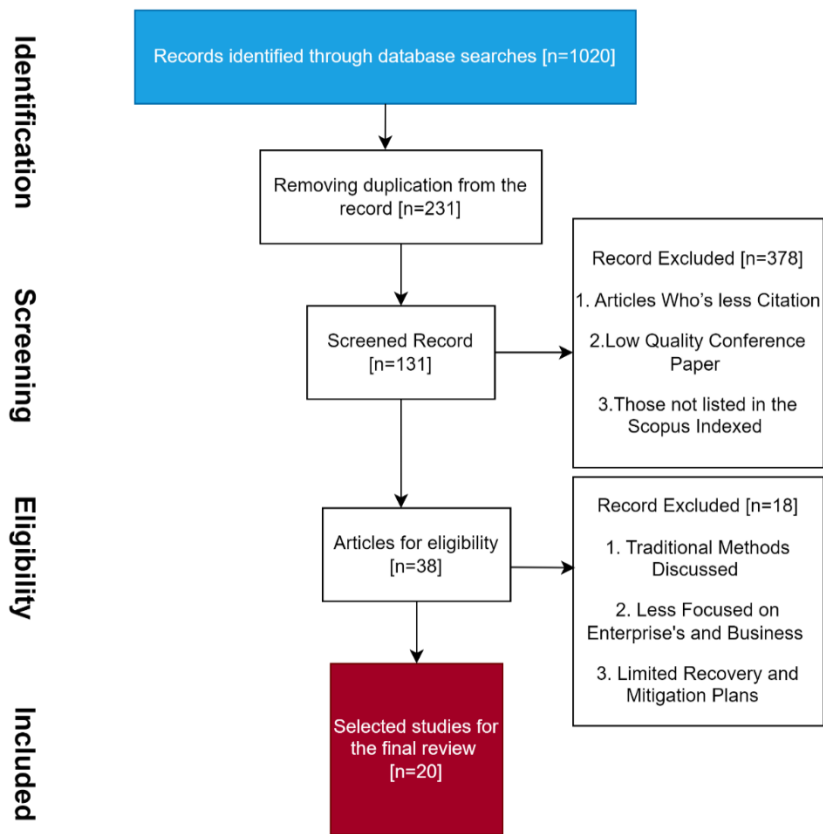 Identification
Records identified through database searches [n=1020]
Removing duplication from the
record [n=231]
Screening
Screened Record
[n=131]
Record Excluded [n=378]
1. Articles Who's less Citation
2.Low Quality Conference
Paper
3.Those not listed in the
Scopus Indexed
Eligibility
Articles for eligibility
[n=38]
Record Excluded [n=18]
1. Traditional Methods
Discussed
2. Less Focused on
Enterprise's and Business
3. Limited Recovery and
Mitigation Plans
Included
Selected studies for
the final review
[n=20]